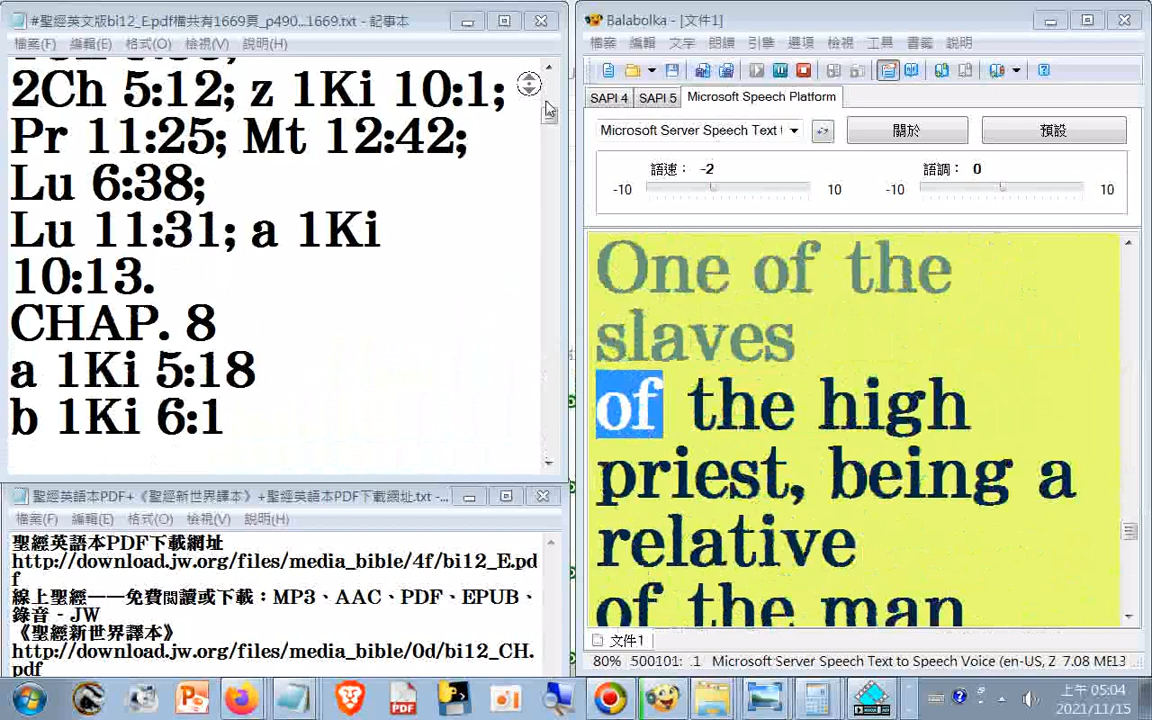 #聖經英文版bi12_E.pdf檔共有1669頁_p490...1669.txt - 記事本
檔案(F) 編輯(E) 格式(O) 檢視(V) 說明(H)
2Ch 5:12; z 1Ki 10:1;
Pr 11:25; Mt 12:42;
Lu 6:38;
Lu 11:31; a 1Ki
10:13.
CHAP. 8
a 1Ki 5:18
b 1Ki 6:1
聖經英語本PDF+《聖經新世界譯本》+聖經英語本PDF下載網址.txt -...
檔案(F) 編輯(E) 格式(O) 檢視(V) 說明(H)
聖經英語本PDF下載網址
http://download.jw.org/files/media_bible/4f/bi12_E.pd
f
線上聖經——免費閱讀或下載：MP3、AAC、PDF、EPUB、
錄音 - JW
《聖經新世界譯本》
http://download.jw.org/files/media_bible/0d/bi12_CH.
pdf
Balabolka - [文件1]
檔案 編輯 文字 朗讀 引擎 選項 檢視 工具 書籤 說明
SAPI 4 SAPI 5 Microsoft Speech Platform
Microsoft Server Speech Text 關於 預設
語速： -2 語調： 0
-10 10 -10 10
One of the
slaves
of the high
priest, being a
relative
of the man
文件1
80% 500101: .1 Microsoft Server Speech Text to Speech Voice (en-US, Z 7.08 ME13
PDF
上午 05:04
2021/11/15